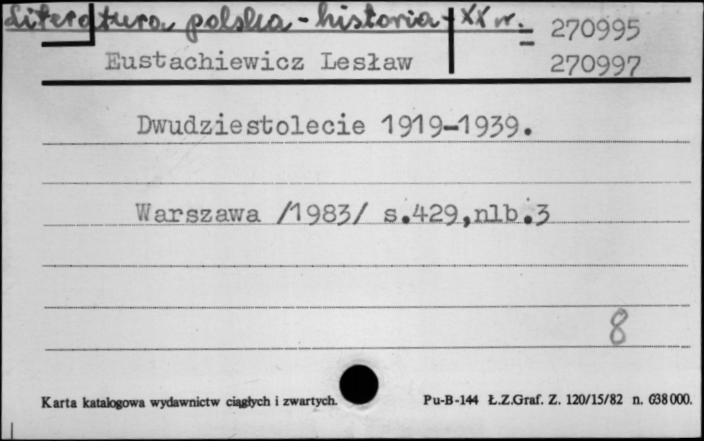 Literatura polska - historia - XX w. 270995
Eustachiewicz Lesław 270997
Dwudziestolecie 1919-1939.
Warszawa /1983/ s.429,nlb.3
8
Karta katalogowa wydawnictw ciągłych i zwartych. Pu-B-144 Ł.Z.Graf. Z. 120/15/82 n. 638000.